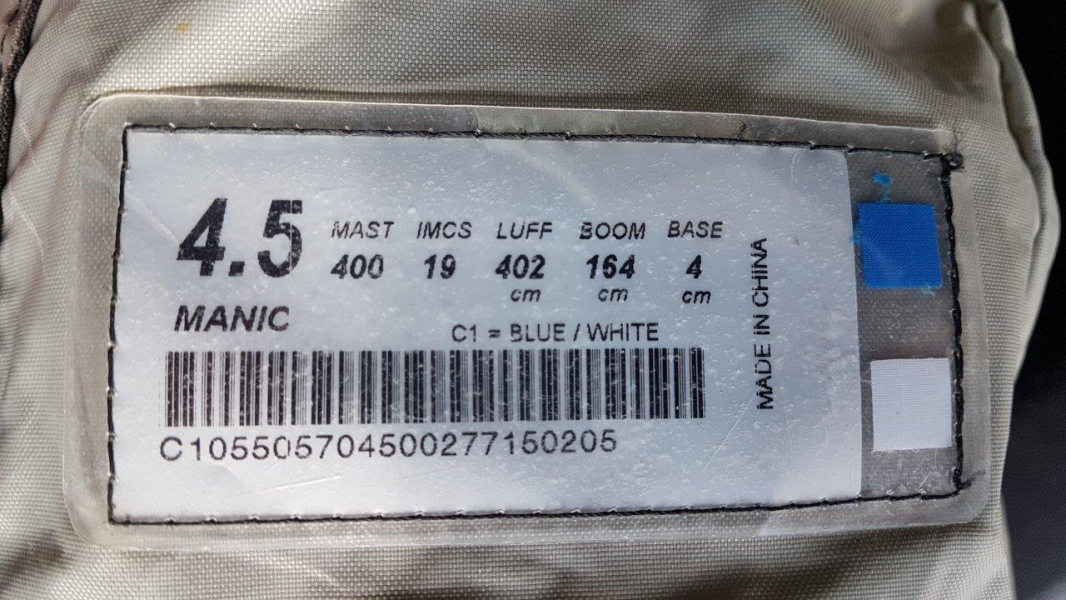 4.5 MAST IMCS LUFF BOOM BASE
400 19 402 164 4
cm cm cm
MANIC
C1 = BLUE / WHITE
C105505704500277150205
MADE IN CHINA